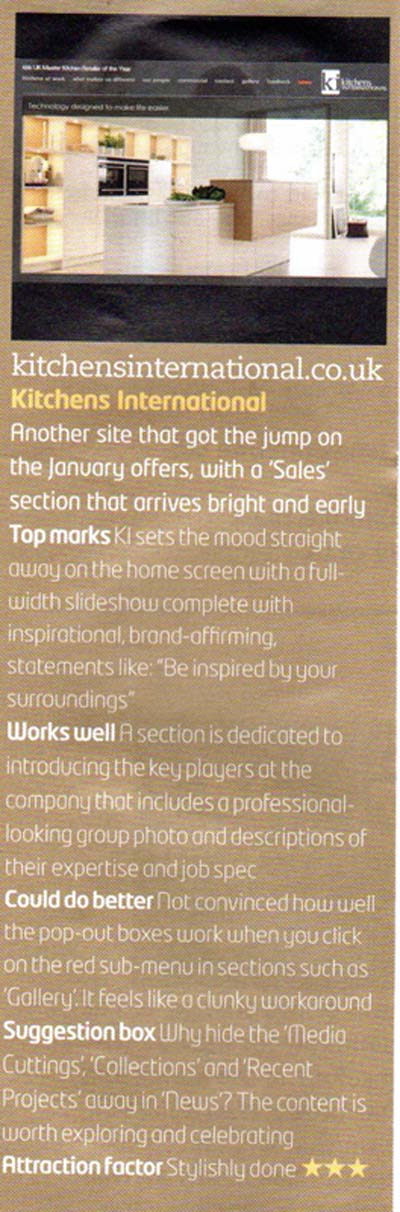 kbb UK Master Kitchen Retailer of the Year
kitchens at work what makes us different our people commercial contact gallery feedback news
ki kitchens
INTERNATIONAL
Technology designed to make life easier.
kitchensinternational.co.uk
Kitchens International
Another site that got the jump on
the January offers, with a 'Sales'
section that arrives bright and early
Top marks KI sets the mood straight
away on the home screen with a full-
width slideshow complete with
inspirational, brand-affirming,
statements like: "Be inspired by your
surroundings"
Works well A section is dedicated to
introducing the key players at the
company that includes a professional-
looking group photo and descriptions of
their expertise and job spec
Could do better Not convinced how well
the pop-out boxes work when you click
on the red sub-menu in sections such as
'Gallery'. It feels like a clunky workaround
Suggestion box Why hide the 'Media
Cuttings', 'Collections' and 'Recent
Projects' away in 'News'? The content is
worth exploring and celebrating
Attraction factor Stylishly done ★★★